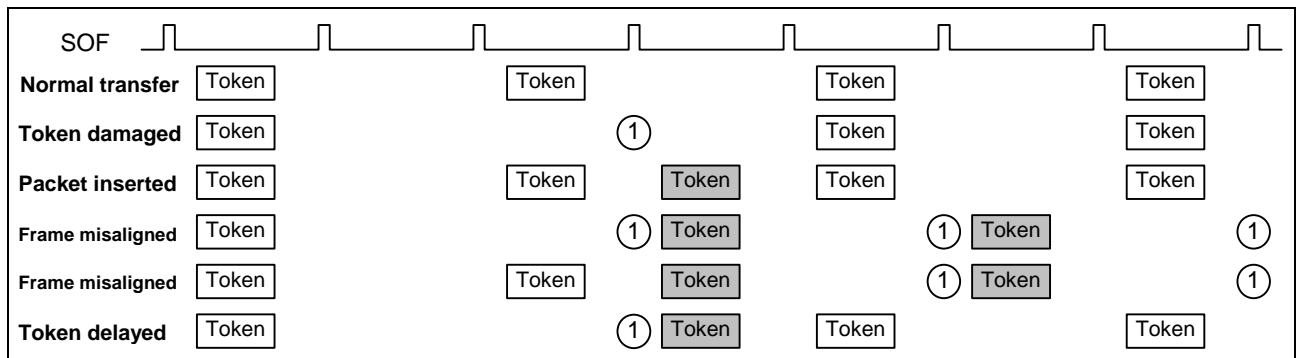 SOF
Normal transfer Token Token Token Token
Token damaged Token 1 Token Token
Packet inserted Token Token Token Token Token
Frame misaligned Token 1 Token 1 Token 1
Frame misaligned Token Token Token 1 Token 1
Token delayed Token 1 Token Token Token